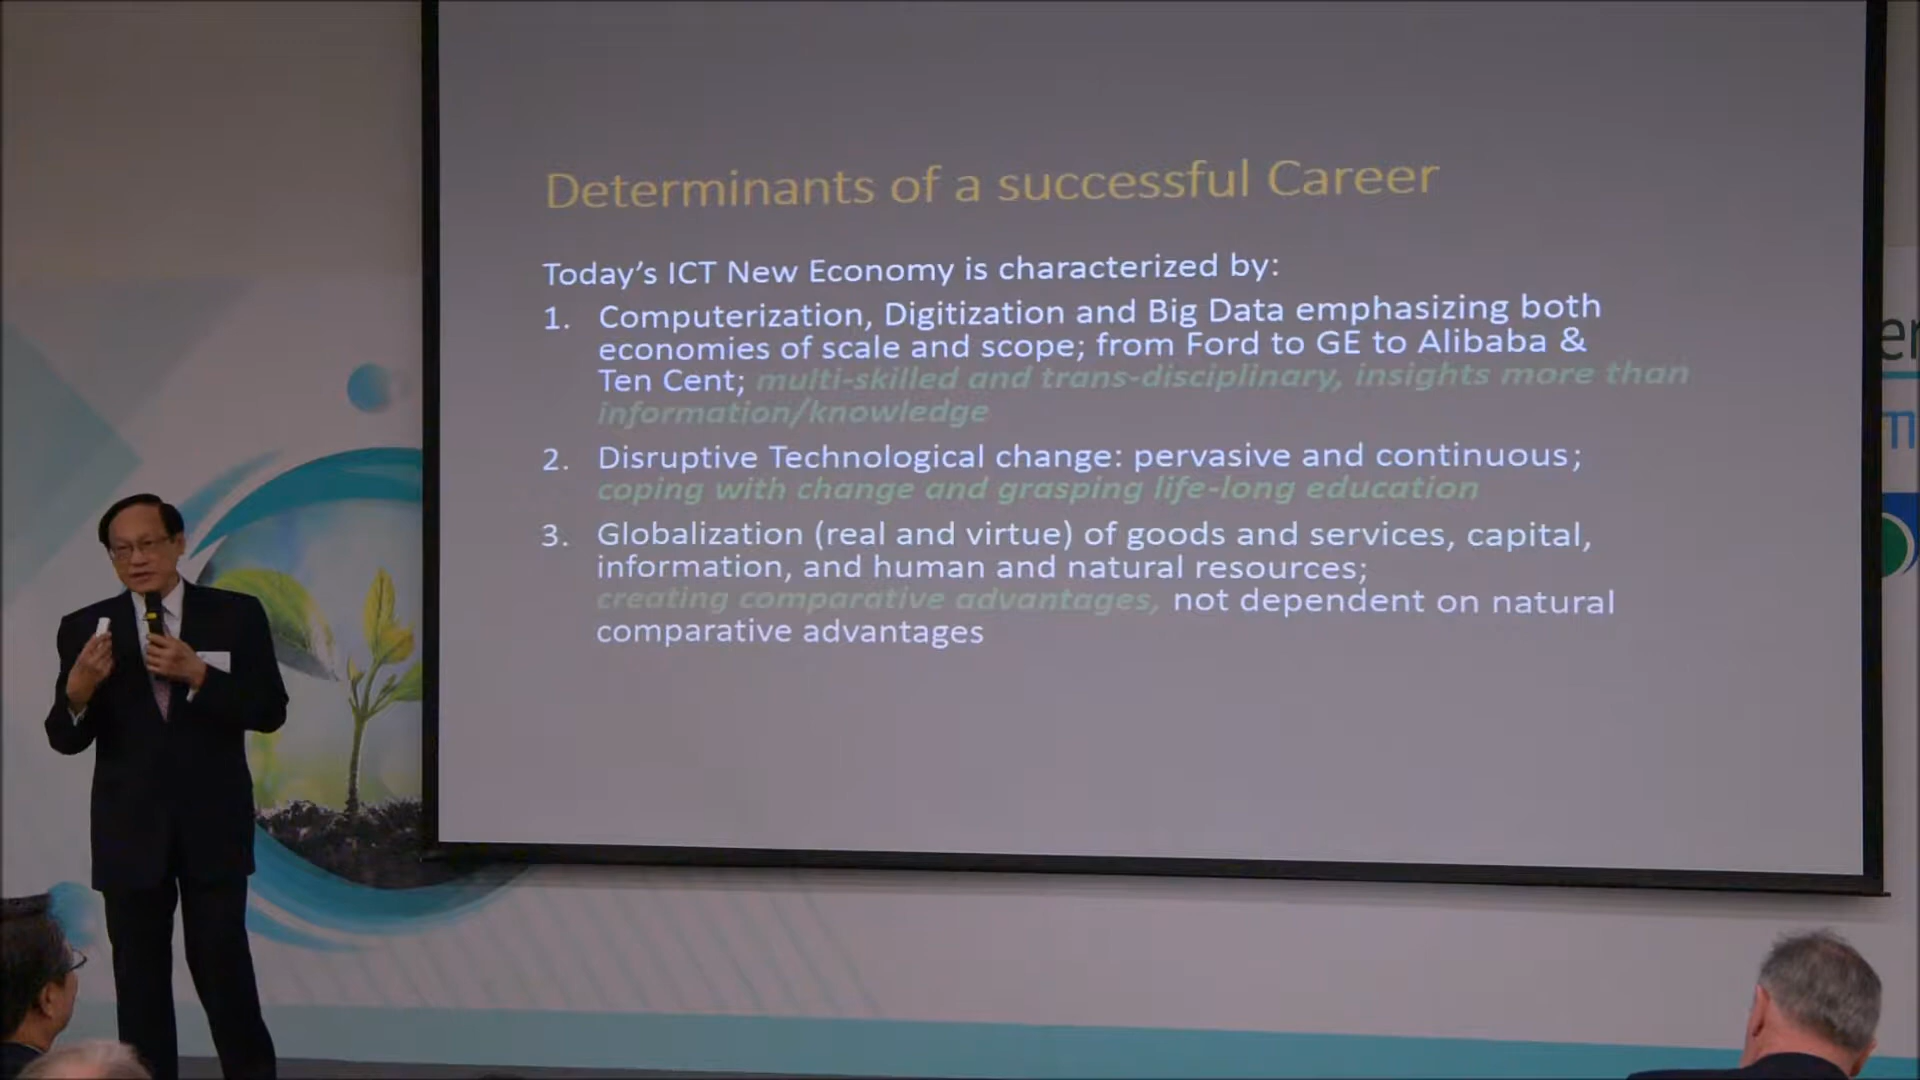 Determinants of a successful Career
Today's ICT New Economy is characterized by:
1. Computerization, Digitization and Big Data emphasizing both
economies of scale and scope; from Ford to GE to Alibaba &
Ten Cent; multi-skilled and trans-disciplinary, insights more than
information/knowledge
2. Disruptive Technological change: pervasive and continuous;
coping with change and grasping life-long education
3. Globalization (real and virtue) of goods and services, capital,
information, and human and natural resources;
creating comparative advantages, not dependent on natural
comparative advantages
er
m